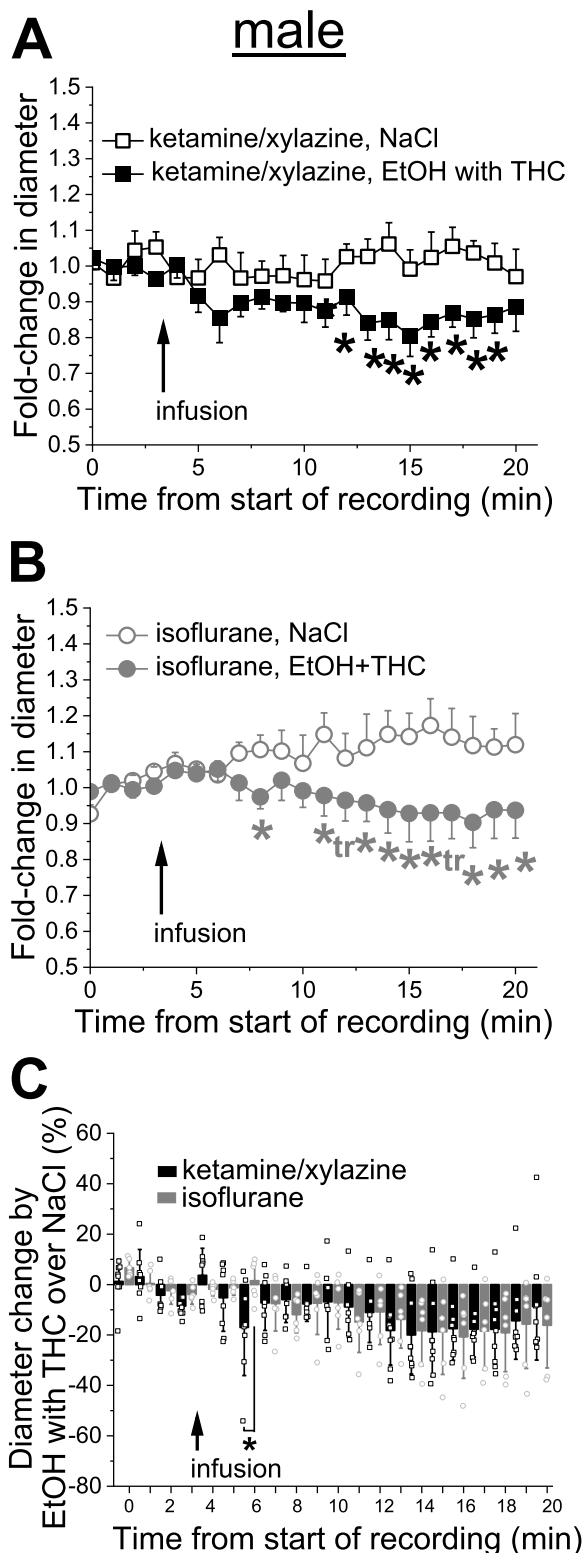 A
male
1.5
1.4
1.3
1.2
1.1
1.0
0.9
0.8
0.7
0.6
0.5
Fold-change in diameter
ketamine/xylazine, NaCl
ketamine/xylazine, EtOH with THC
* * * * * * * * *
infusion
0 5 10 15 20
Time from start of recording (min)
B
1.5
1.4
1.3
1.2
1.1
1.0
0.9
0.8
0.7
0.6
0.5
Fold-change in diameter
isoflurane, NaCl
isoflurane, EtOH+THC
* * tr * * * * tr * * *
infusion
0 5 10 15 20
Time from start of recording (min)
C
60
40
20
0
-20
-40
-60
-80
Diameter change by
EtOH with THC over NaCl (%)
ketamine/xylazine
isoflurane
*
infusion
0 2 4 6 8 10 12 14 16 18 20
Time from start of recording (min)